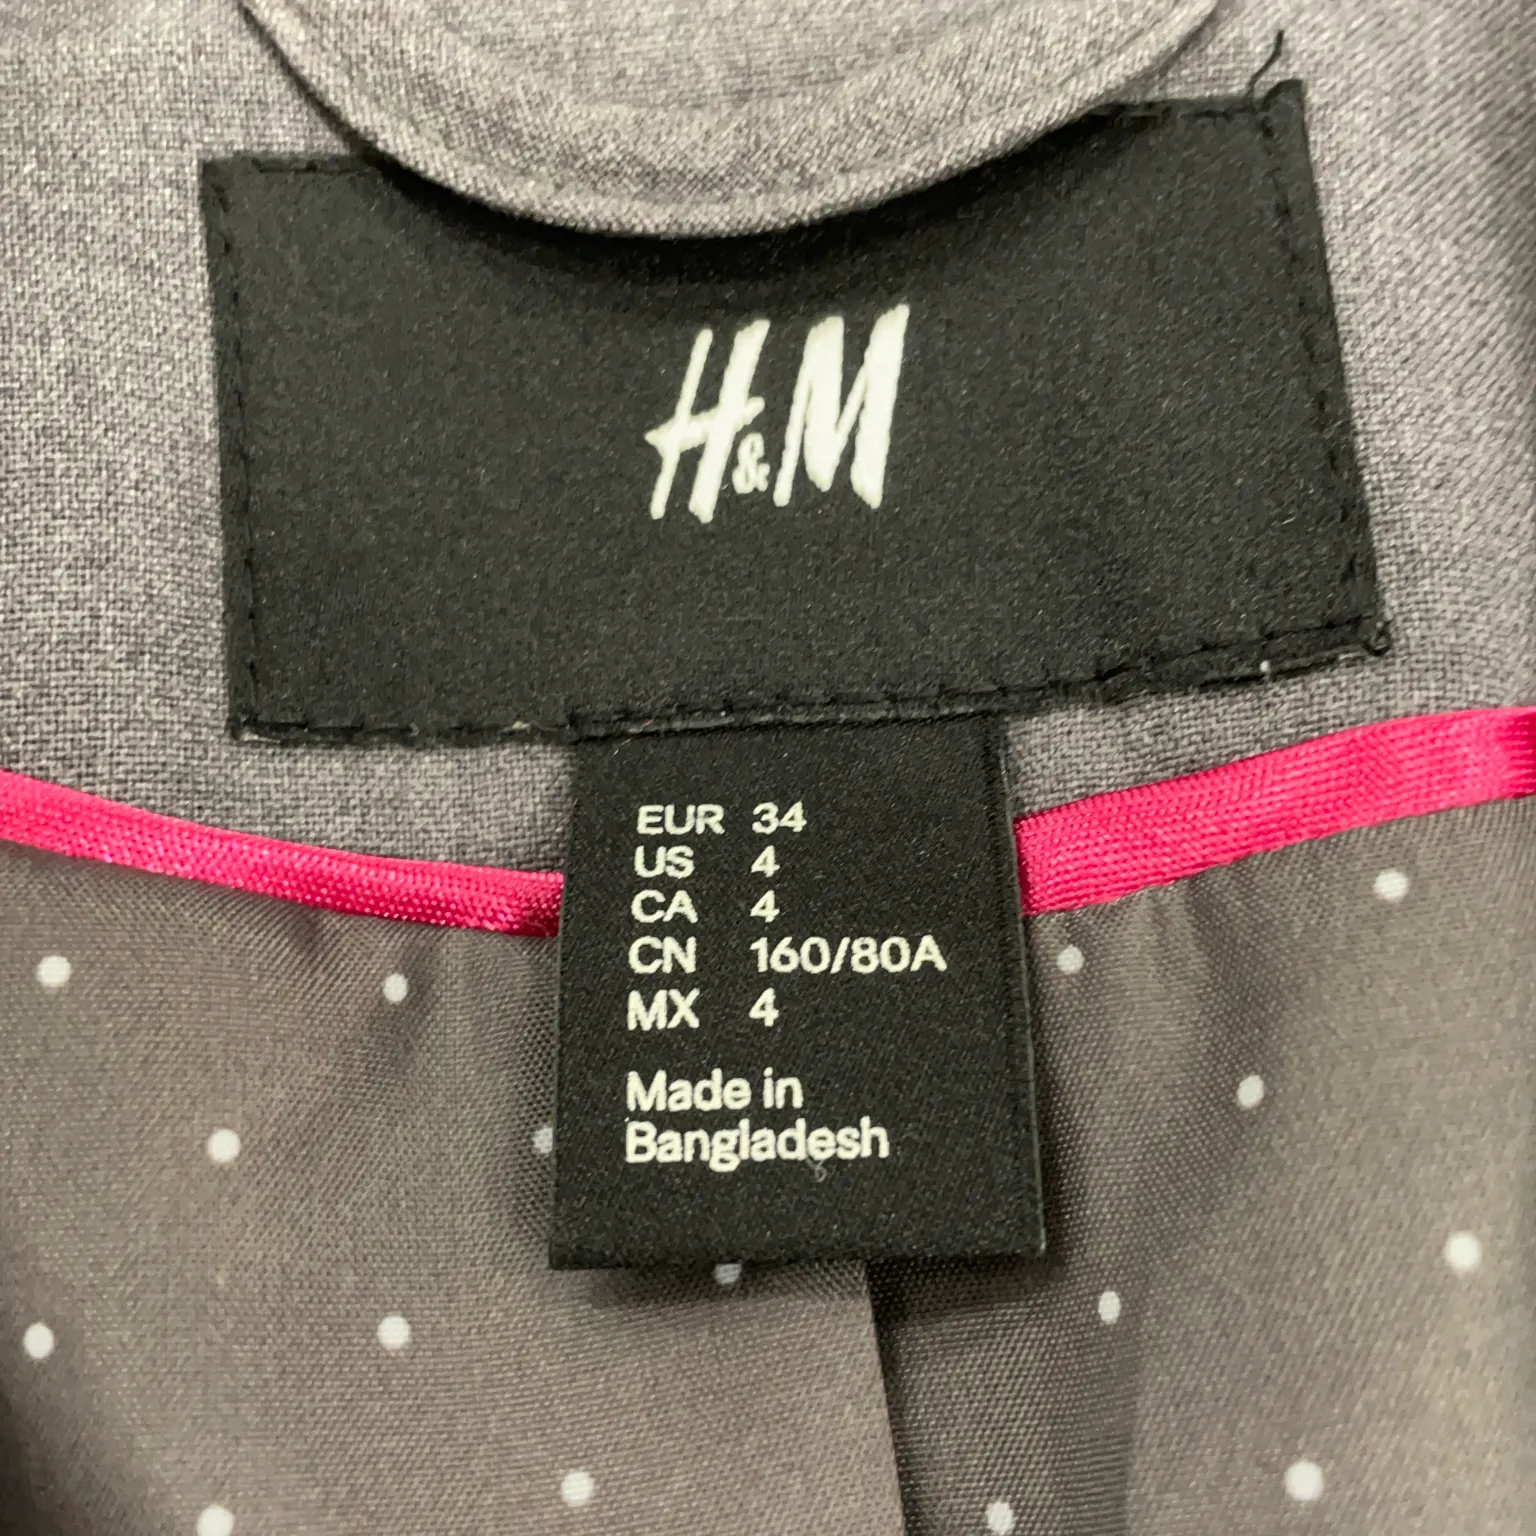 H&M
EUR 34
US 4
CA 4
CN 160/80A
MX 4
Made in
Bangladesh